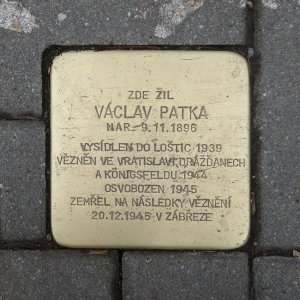 ZDE ŽIL
VÁCLAV PATKA
NAR. 9.11.1896
VYSÍDLEN DO LOŠTIC 1939
VĚZNĚN VE VRATISLAVI, DRÁŽĎANECH
A KÖNIGSFELDU 1944
OSVOBOZEN 1945
ZEMŘEL NA NÁSLEDKY VĚZNĚNÍ
20.12.1945 V ZÁBŘEZE